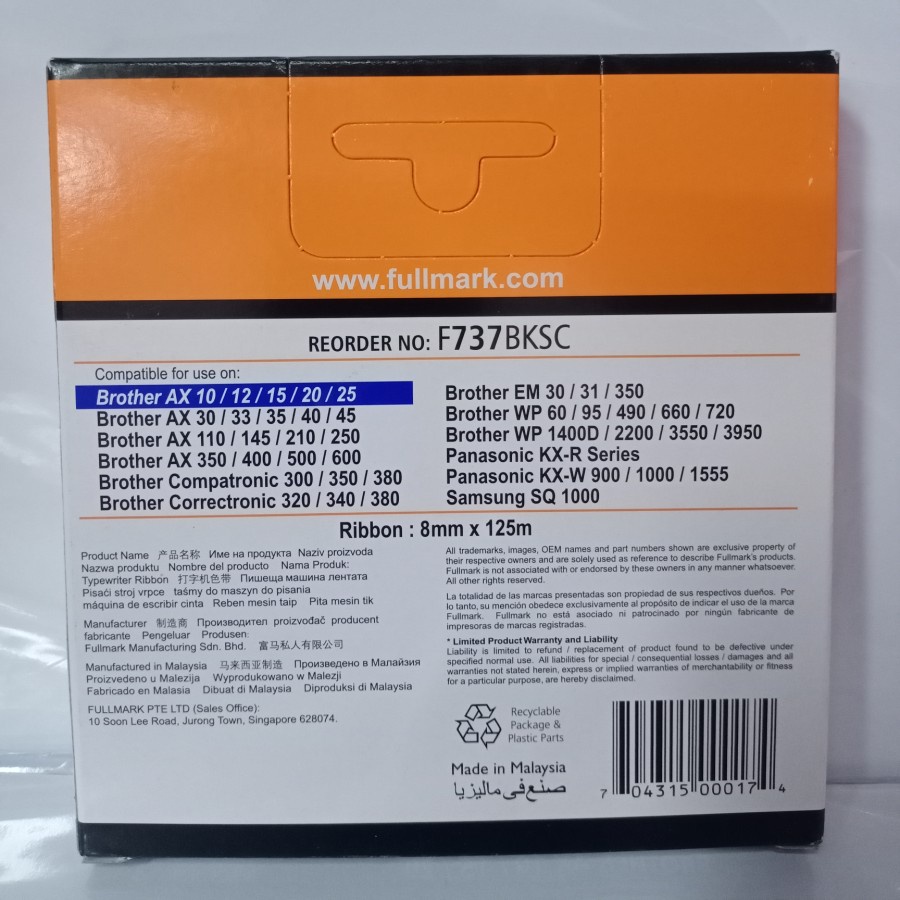 www.fullmark.com
REORDER NO: F737BKSC
Compatible for use on:
Brother AX 10 / 12 / 15 / 20 / 25
Brother AX 30 / 33 / 35 / 40 / 45
Brother AX 110 / 145 / 210 / 250
Brother AX 350 / 400 / 500 / 600
Brother Compatronic 300 / 350 / 380
Brother Correctronic 320 / 340 / 380
Brother EM 30 / 31 / 350
Brother WP 60 / 95 / 490 / 660 / 720
Brother WP 1400D / 2200 / 3550 / 3950
Panasonic KX-R Series
Panasonic KX-W 900 / 1000 / 1555
Samsung SQ 1000
Ribbon : 8mm x 125m
Product Name 产品名称 Име на продукта Naziv proizvoda
Nazwa produktu Nombre del producto Nama Produk:
Typewriter Ribbon 打字机色带 Пишеща машина лентата
Pisaći stroj vrpce taśmy do maszyn do pisania
máquina de escribir cinta Reben mesin taip Pita mesin tik
Manufacturer 制造商 Производител proizvođač producent
fabricante Pengeluar Produsen:
Fullmark Manufacturing Sdn. Bhd. 富马私人有限公司
Manufactured in Malaysia 马来西亚制造 Произведено в Малайзия
Proizvedeno u Malezija Wyprodukowano w Malezji
Fabricado en Malasia Dibuat di Malaysia Diproduksi di Malaysia
FULLMARK PTE LTD (Sales Office):
10 Soon Lee Road, Jurong Town, Singapore 628074.
All trademarks, images, OEM names and part numbers shown are exclusive property of
their respective owners and are solely used as reference to describe Fullmark's products.
Fullmark is not associated with or endorsed by these owners in any manner whatsoever.
All other rights reserved.
La totalidad de las marcas presentadas son propiedad de sus respectivos dueños. Por
lo tanto, su mención obedece exclusivamente al propósito de indicar el uso de la marca
Fullmark. Fullmark no está asociado ni patrocinado por ningún fabricante de
impresoras de marcas registradas.
* Limited Product Warranty and Liability
Liability is limited to refund / replacement of product found to be defective under
specified normal use. All liabilities for special / consequential losses / damages and all
warranties not stated herein, express or implied warranties of merchantability or fitness
for a particular purpose, are hereby disclaimed.
Recyclable
Package &
Plastic Parts
Made in Malaysia
صنع في ماليزيا
7 04315 00017 4